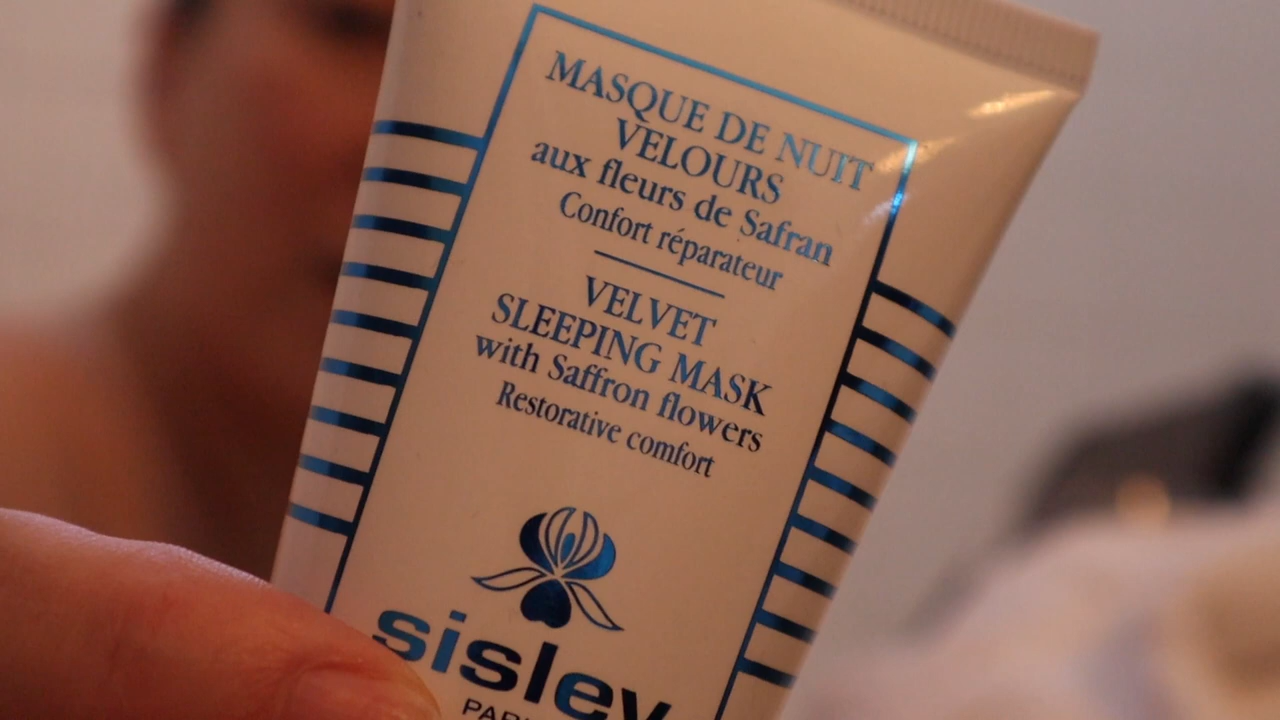 MASQUE DE NUIT
VELOURS
aux fleurs de Safran
Confort réparateur
VELVET
SLEEPING MASK
with Saffron flowers
Restorative comfort
sisley